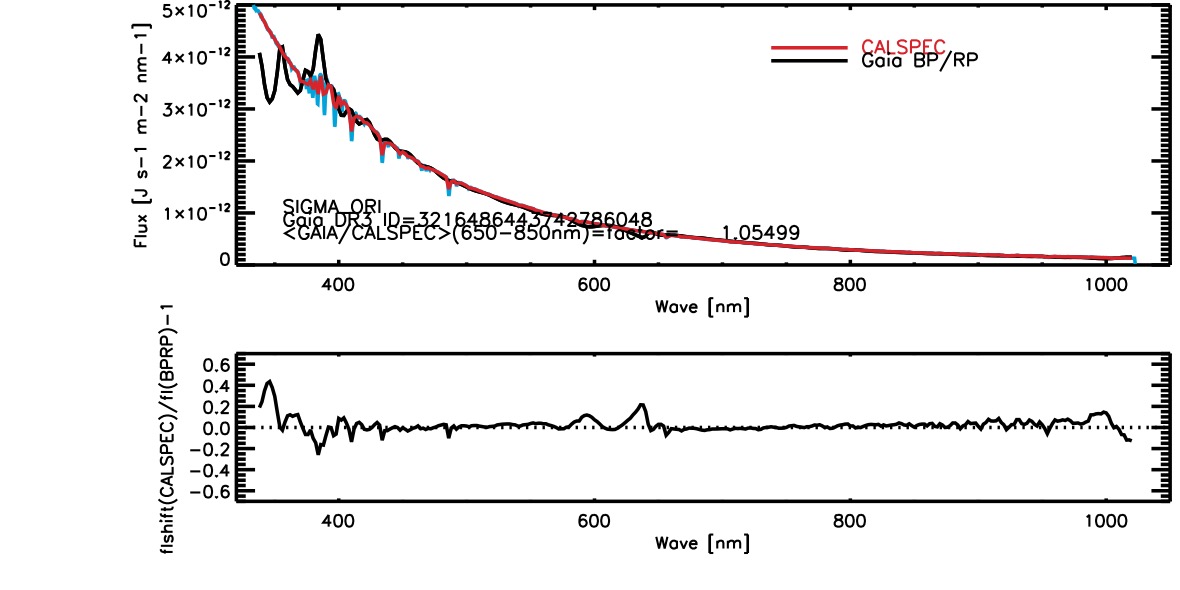 5×10−12
4×10−12
3×10−12
2×10−12
1×10−12
0
Flux [J s−1 m−2 nm−1]
CALSPEC
Gaia BP/RP
SIGMA_ORI
Gaia DR3 ID=3216486443742786048
<GAIA/CALSPEC>(650−850nm)=factor= 1.05499
400 600 800 1000
Wave [nm]
flshift(CALSPEC)/fl(BPRP)−1
0.6
0.4
0.2
0.0
−0.2
−0.4
−0.6
400 600 800 1000
Wave [nm]